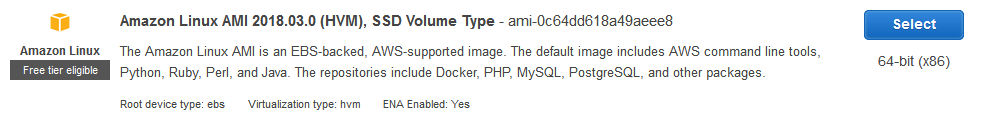 Amazon Linux AMI 2018.03.0 (HVM), SSD Volume Type - ami-0c64dd618a49aeee8
Select
Amazon Linux
Free tier eligible
The Amazon Linux AMI is an EBS-backed, AWS-supported image. The default image includes AWS command line tools,
Python, Ruby, Perl, and Java. The repositories include Docker, PHP, MySQL, PostgreSQL, and other packages.
64-bit (x86)
Root device type: ebs Virtualization type: hvm ENA Enabled: Yes